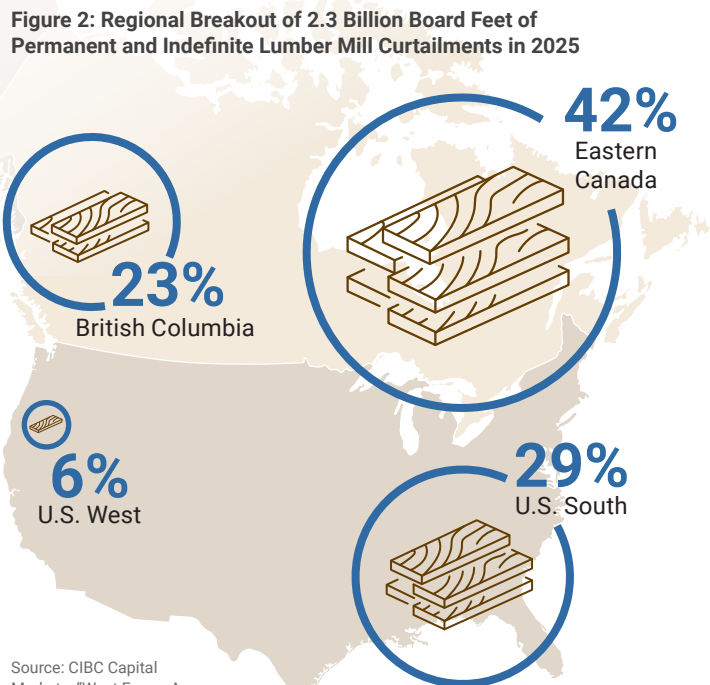 Figure 2: Regional Breakout of 2.3 Billion Board Feet of
Permanent and Indefinite Lumber Mill Curtailments in 2025
42%
Eastern
Canada
23%
British Columbia
6%
U.S. West
29%
U.S. South
Source: CIBC Capital